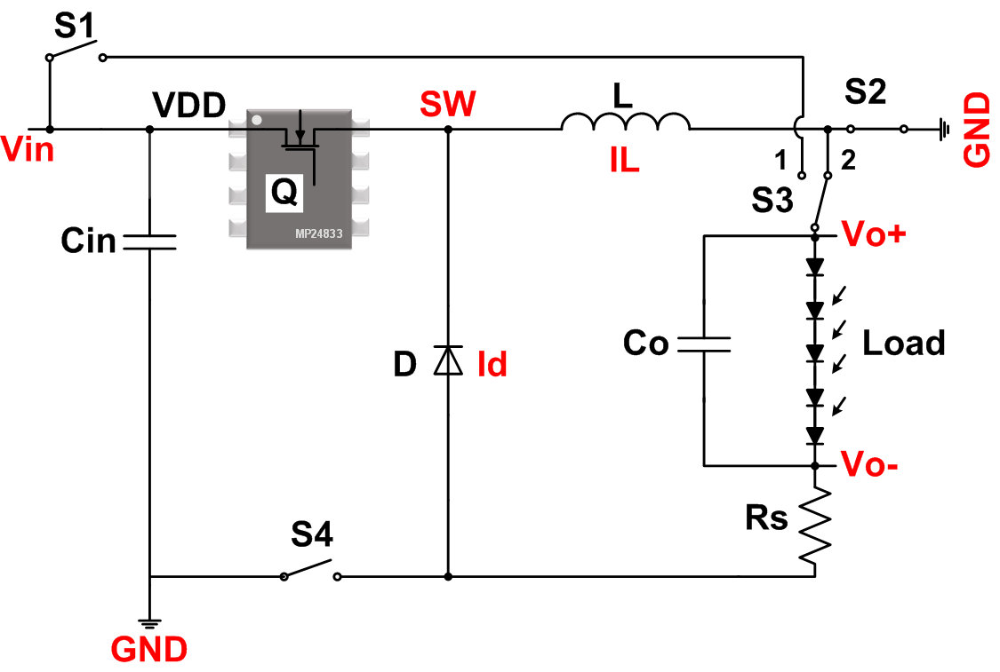 S1
VDD
SW
L
S2
GND
Vin
IL
1
2
S3
Q
MP24833
Cin
Vo+
Co
Load
D
Id
Vo-
Rs
S4
GND